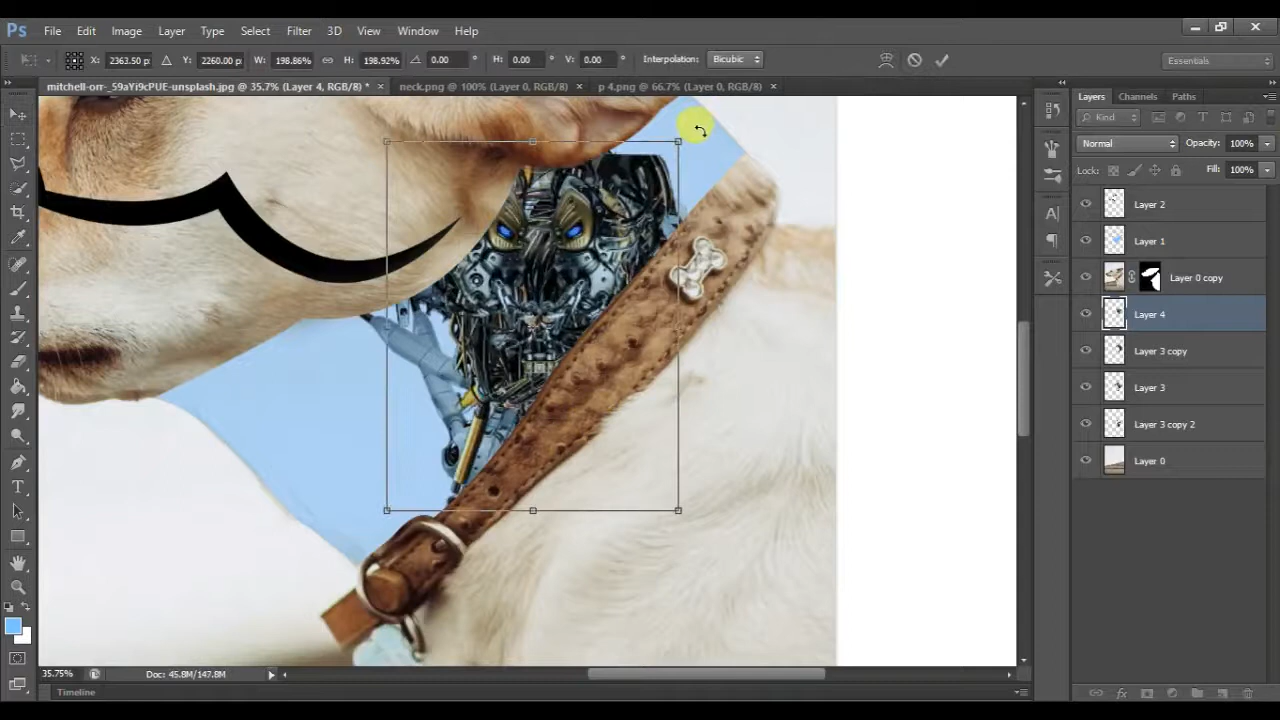 Ps File Edit Image Layer Type Select Filter 3D View Window Help
X: 2363.50 px Y: 2260.00 p W: 198.86% H: 198.92% 0.00 ° H: 0.00 ° V: 0.00 ° Interpolation: Bicubic Essentials
mitchell-orr-_59aYi9cPUE-unsplash.jpg @ 35.7% (Layer 4, RGB/8) * × neck.png @ 100% (Layer 0, RGB/8) × p 4.png @ 66.7% (Layer 0, RGB/8) ×
Layers Channels Paths
Kind
Normal Opacity: 100%
Lock: Fill: 100%
Layer 2
Layer 1
Layer 0 copy
Layer 4
Layer 3 copy
Layer 3
Layer 3 copy 2
Layer 0
35.75% Doc: 45.8M/147.8M
Timeline